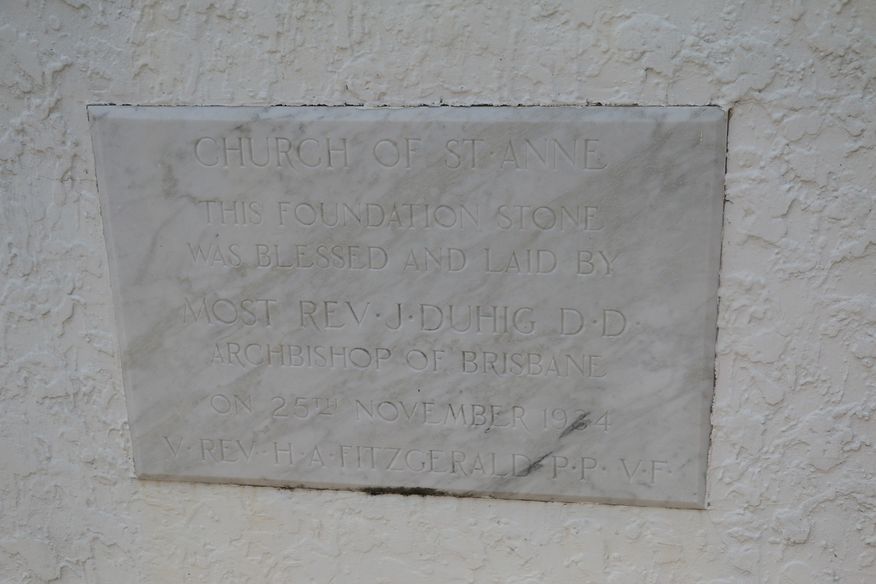 CHURCH OF ST·ANNE
THIS FOUNDATION STONE
WAS BLESSED AND LAID BY
MOST REV·J·DUHIG D·D·
ARCHBISHOP OF BRISBANE
ON 25TH NOVEMBER 1934
V·REV·H·A·FITZGERALD·P·P·V·F·